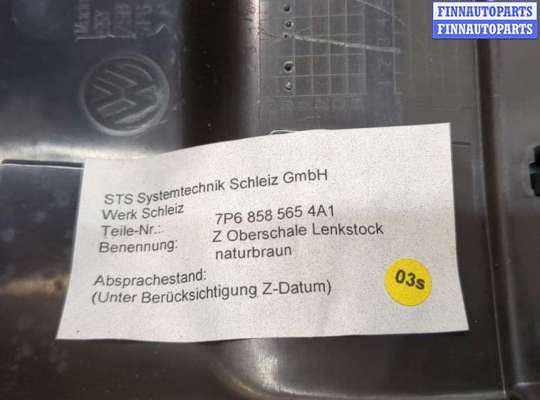 FINNAUTOPARTS
FINNAUTOPARTS
STS Systemtechnik Schleiz GmbH
Werk Schleiz
Teile-Nr.: 7P6 858 565 4A1
Benennung: Z Oberschale Lenkstock
naturbraun
Absprachestand:
(Unter Berücksichtigung Z-Datum)
03s